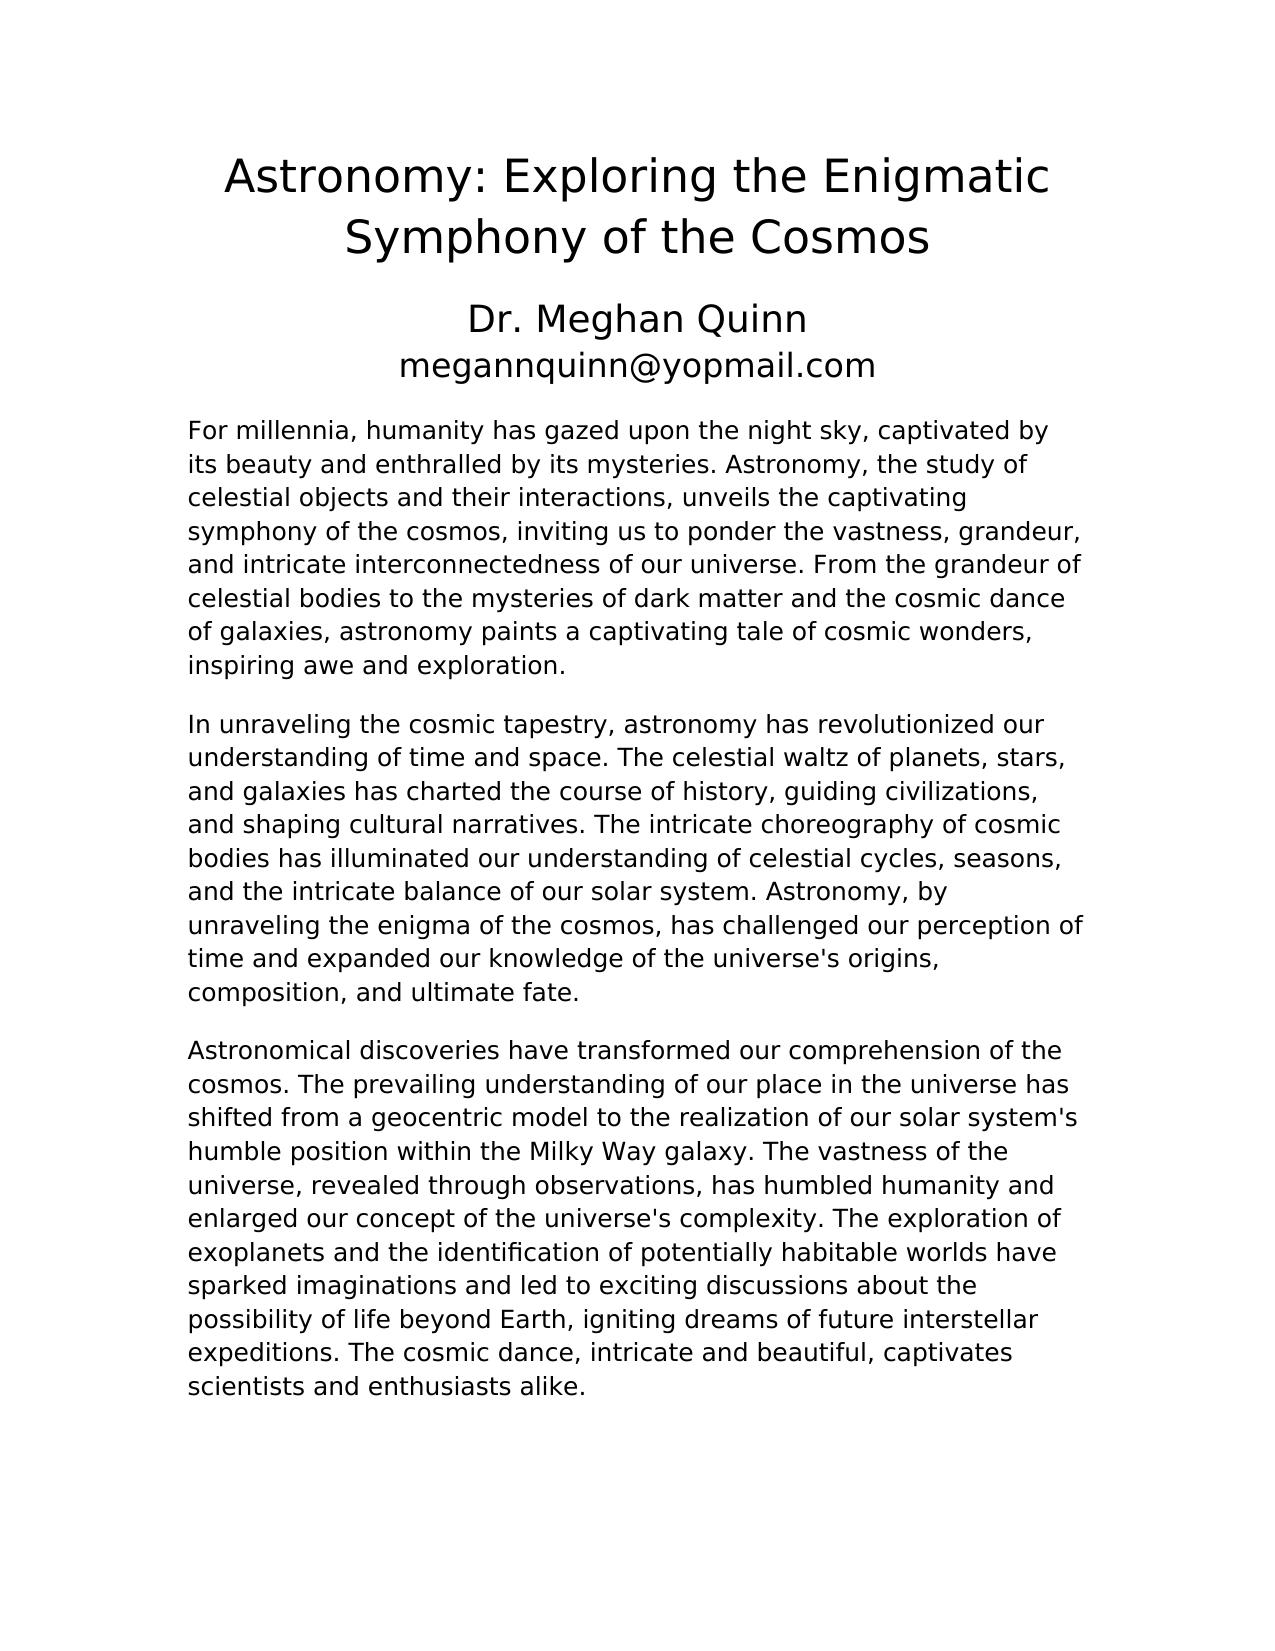 Astronomy: Exploring the Enigmatic
Symphony of the Cosmos
Dr. Meghan Quinn
megannquinn@yopmail.com
For millennia, humanity has gazed upon the night sky, captivated by
its beauty and enthralled by its mysteries. Astronomy, the study of
celestial objects and their interactions, unveils the captivating
symphony of the cosmos, inviting us to ponder the vastness, grandeur,
and intricate interconnectedness of our universe. From the grandeur of
celestial bodies to the mysteries of dark matter and the cosmic dance
of galaxies, astronomy paints a captivating tale of cosmic wonders,
inspiring awe and exploration.
In unraveling the cosmic tapestry, astronomy has revolutionized our
understanding of time and space. The celestial waltz of planets, stars,
and galaxies has charted the course of history, guiding civilizations,
and shaping cultural narratives. The intricate choreography of cosmic
bodies has illuminated our understanding of celestial cycles, seasons,
and the intricate balance of our solar system. Astronomy, by
unraveling the enigma of the cosmos, has challenged our perception of
time and expanded our knowledge of the universe's origins,
composition, and ultimate fate.
Astronomical discoveries have transformed our comprehension of the
cosmos. The prevailing understanding of our place in the universe has
shifted from a geocentric model to the realization of our solar system's
humble position within the Milky Way galaxy. The vastness of the
universe, revealed through observations, has humbled humanity and
enlarged our concept of the universe's complexity. The exploration of
exoplanets and the identification of potentially habitable worlds have
sparked imaginations and led to exciting discussions about the
possibility of life beyond Earth, igniting dreams of future interstellar
expeditions. The cosmic dance, intricate and beautiful, captivates
scientists and enthusiasts alike.